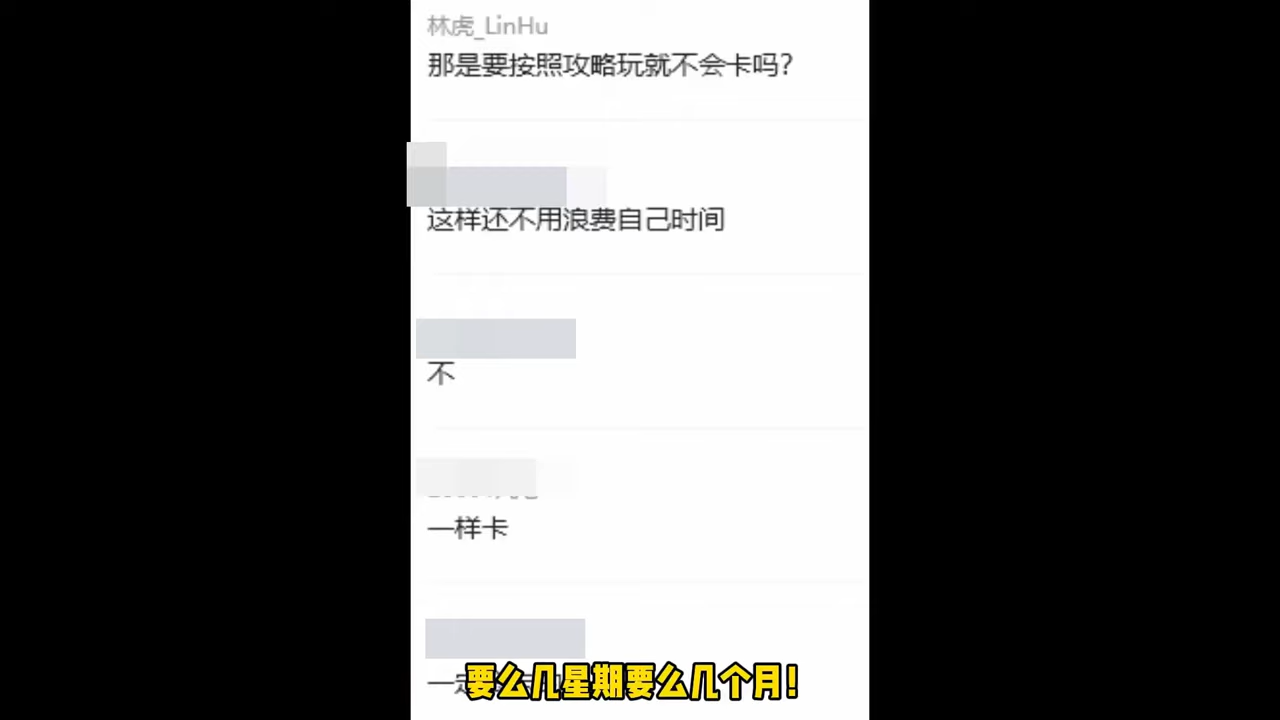 林虎_LinHu
那是要按照攻略玩就不会卡吗?
这样还不用浪费自己时间
不
一样卡
一定
要么几星期要么几个月!